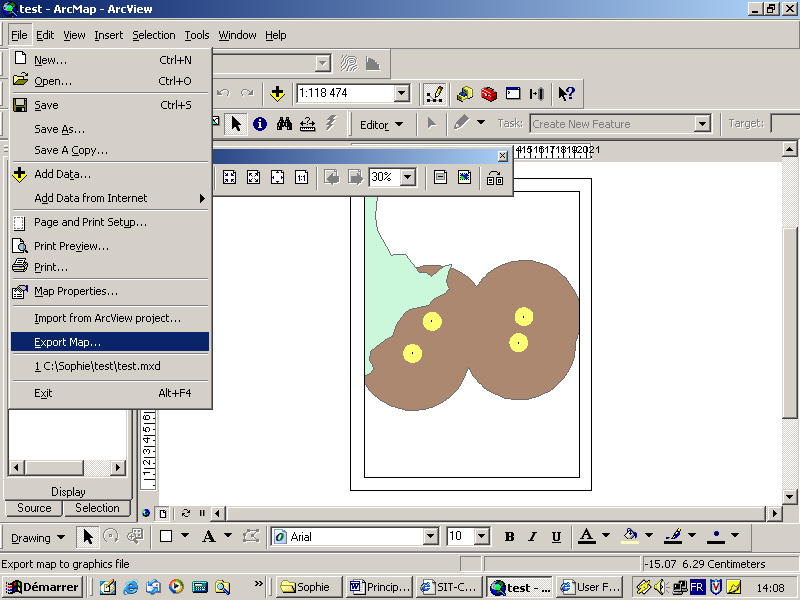 test - ArcMap - ArcView
File Edit View Insert Selection Tools Window Help
New... Ctrl+N
Open... Ctrl+O
Save Ctrl+S
Save As...
Save A Copy...
Add Data...
Add Data from Internet
Page and Print Setup...
Print Preview...
Print...
Map Properties...
Import from ArcView project...
Export Map...
1 C:\Sophie\test\test.mxd
Exit Alt+F4
1:118 474
Editor
Task: Create New Feature
Target:
1:1
30%
Display
Source Selection
Drawing
A
Arial
10
B I U
A
Export map to graphics file
-15.07 6.29 Centimeters
Démarrer
»
Sophie
Princip...
SIT-C...
test - ...
User F...
FR
14:08